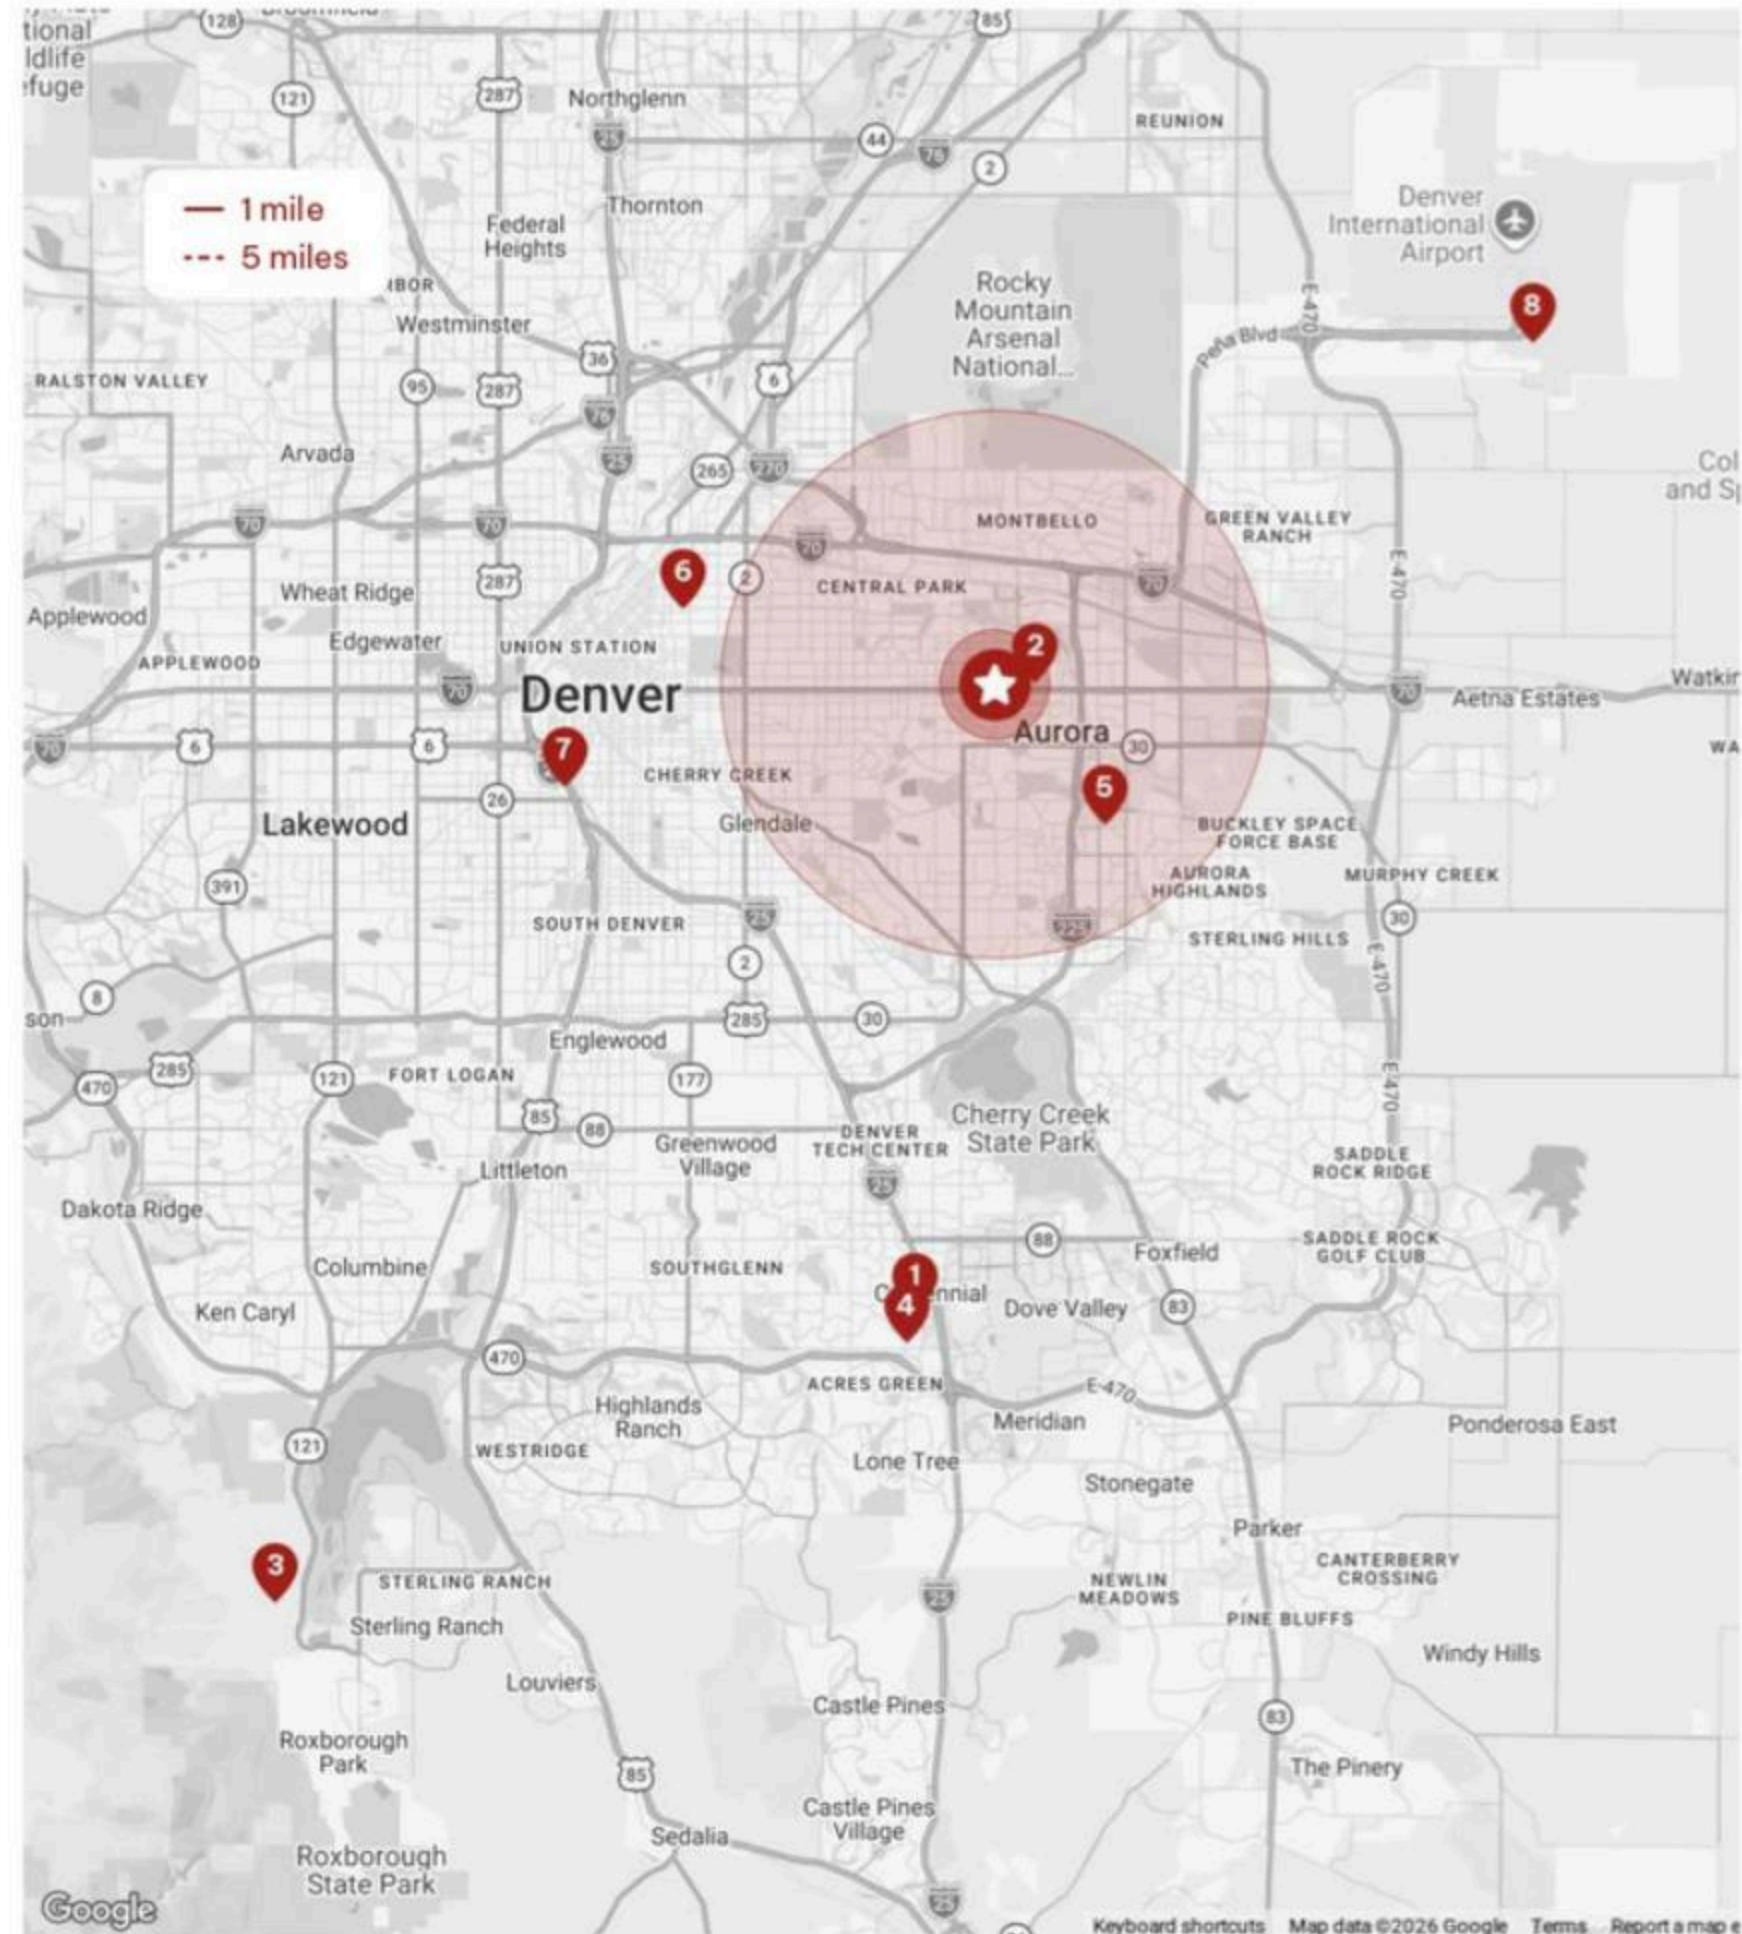 tional
ldlife
efuge
128
85
121
287
Northglenn
25
44
76
2
REUNION
1 mile
5 miles
Thornton
Federal
Heights
Denver
International
Airport
Rocky
Mountain
Arsenal
National...
E-470
8
RBOR
Westminster
36
Peña Blvd
RALSTON VALLEY
95
287
6
76
Arvada
25
265
270
Col
and Sp
70
70
70
MONTBELLO
GREEN VALLEY
RANCH
6
2
CENTRAL PARK
70
E-470
287
Wheat Ridge
Applewood
Edgewater
UNION STATION
APPLEWOOD
2
70
Denver
70
Aetna Estates
Watkin
70
6
6
7
Aurora
30
WA
CHERRY CREEK
5
26
Lakewood
Glendale
BUCKLEY SPACE
FORCE BASE
391
AURORA
HIGHLANDS
MURPHY CREEK
SOUTH DENVER
25
225
30
STERLING HILLS
2
E-470
8
son
285
30
Englewood
285
470
121
FORT LOGAN
177
E-470
85
88
Cherry Creek
State Park
DENVER
TECH CENTER
Greenwood
Village
Littleton
SADDLE
ROCK RIDGE
25
Dakota Ridge
88
Foxfield
SADDLE ROCK
GOLF CLUB
Columbine
SOUTHGLENN
1
4
ennial
Dove Valley
83
Ken Caryl
470
ACRES GREEN
E-470
Highlands
Ranch
Meridian
Ponderosa East
121
WESTRIDGE
Lone Tree
Stonegate
Parker
3
STERLING RANCH
CANTERBERRY
CROSSING
NEWLIN
MEADOWS
25
Sterling Ranch
PINE BLUFFS
Windy Hills
Louviers
Castle Pines
83
Roxborough
Park
85
The Pinery
Castle Pines
Village
Sedalia
Roxborough
State Park
25
Google
Keyboard shortcuts Map data ©2026 Google Terms Report a map e